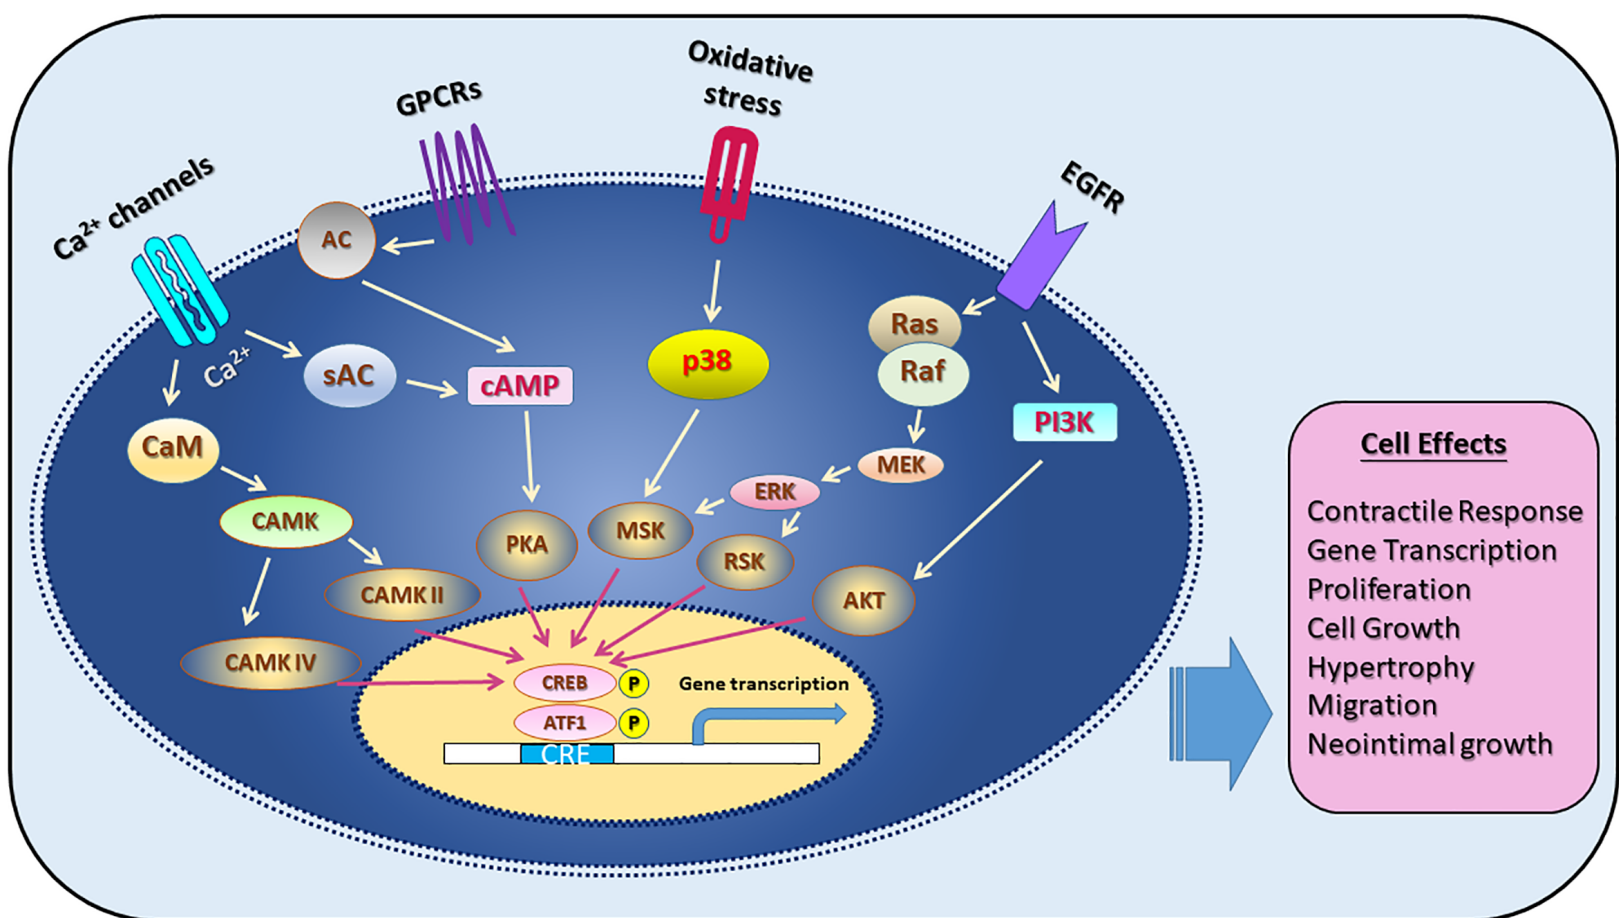 Oxidative
stress
GPCRs
Ca²⁺ channels
EGFR
AC
Ca²⁺
sAC
cAMP
p38
Ras
Raf
PI3K
CaM
MEK
ERK
CAMK
PKA
MSK
RSK
CAMK II
AKT
CAMK IV
CREB
P
Gene transcription
ATF1
P
CRE
Cell Effects
Contractile Response
Gene Transcription
Proliferation
Cell Growth
Hypertrophy
Migration
Neointimal growth